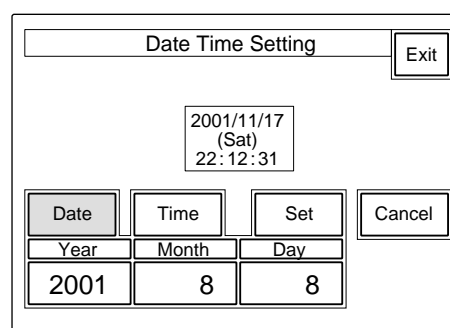 Date Time Setting
Exit
2001/11/17
(Sat)
22:12:31
Date Time Set Cancel
Year Month Day
2001 8 8